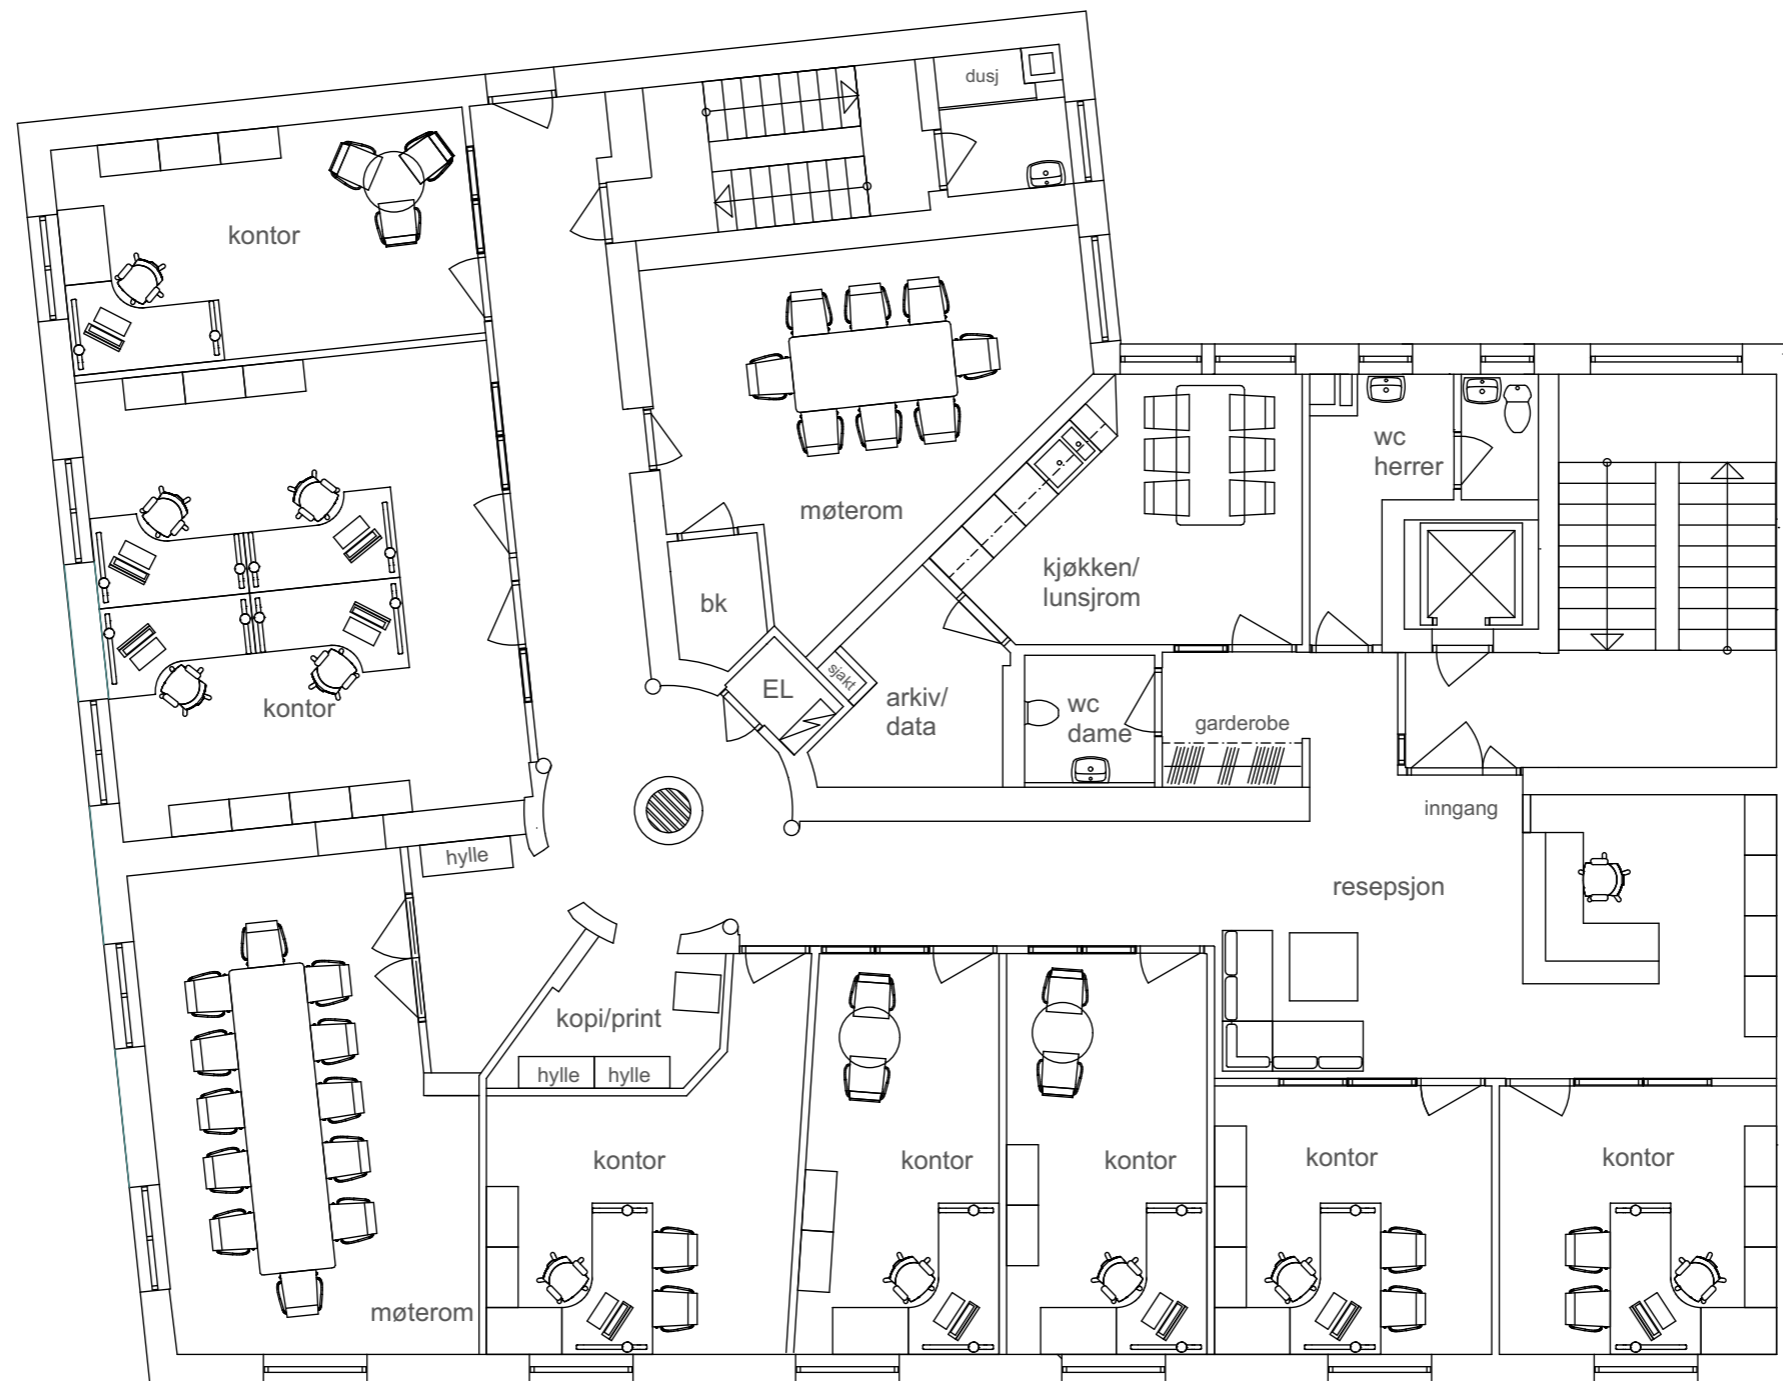 dusj
kontor
møterom
wc
herrer
kjøkken/
lunsjrom
bk
EL
sjakt
arkiv/
data
wc
dame
garderobe
kontor
inngang
hylle
resepsjon
kopi/print
hylle
hylle
kontor
kontor
kontor
kontor
kontor
møterom